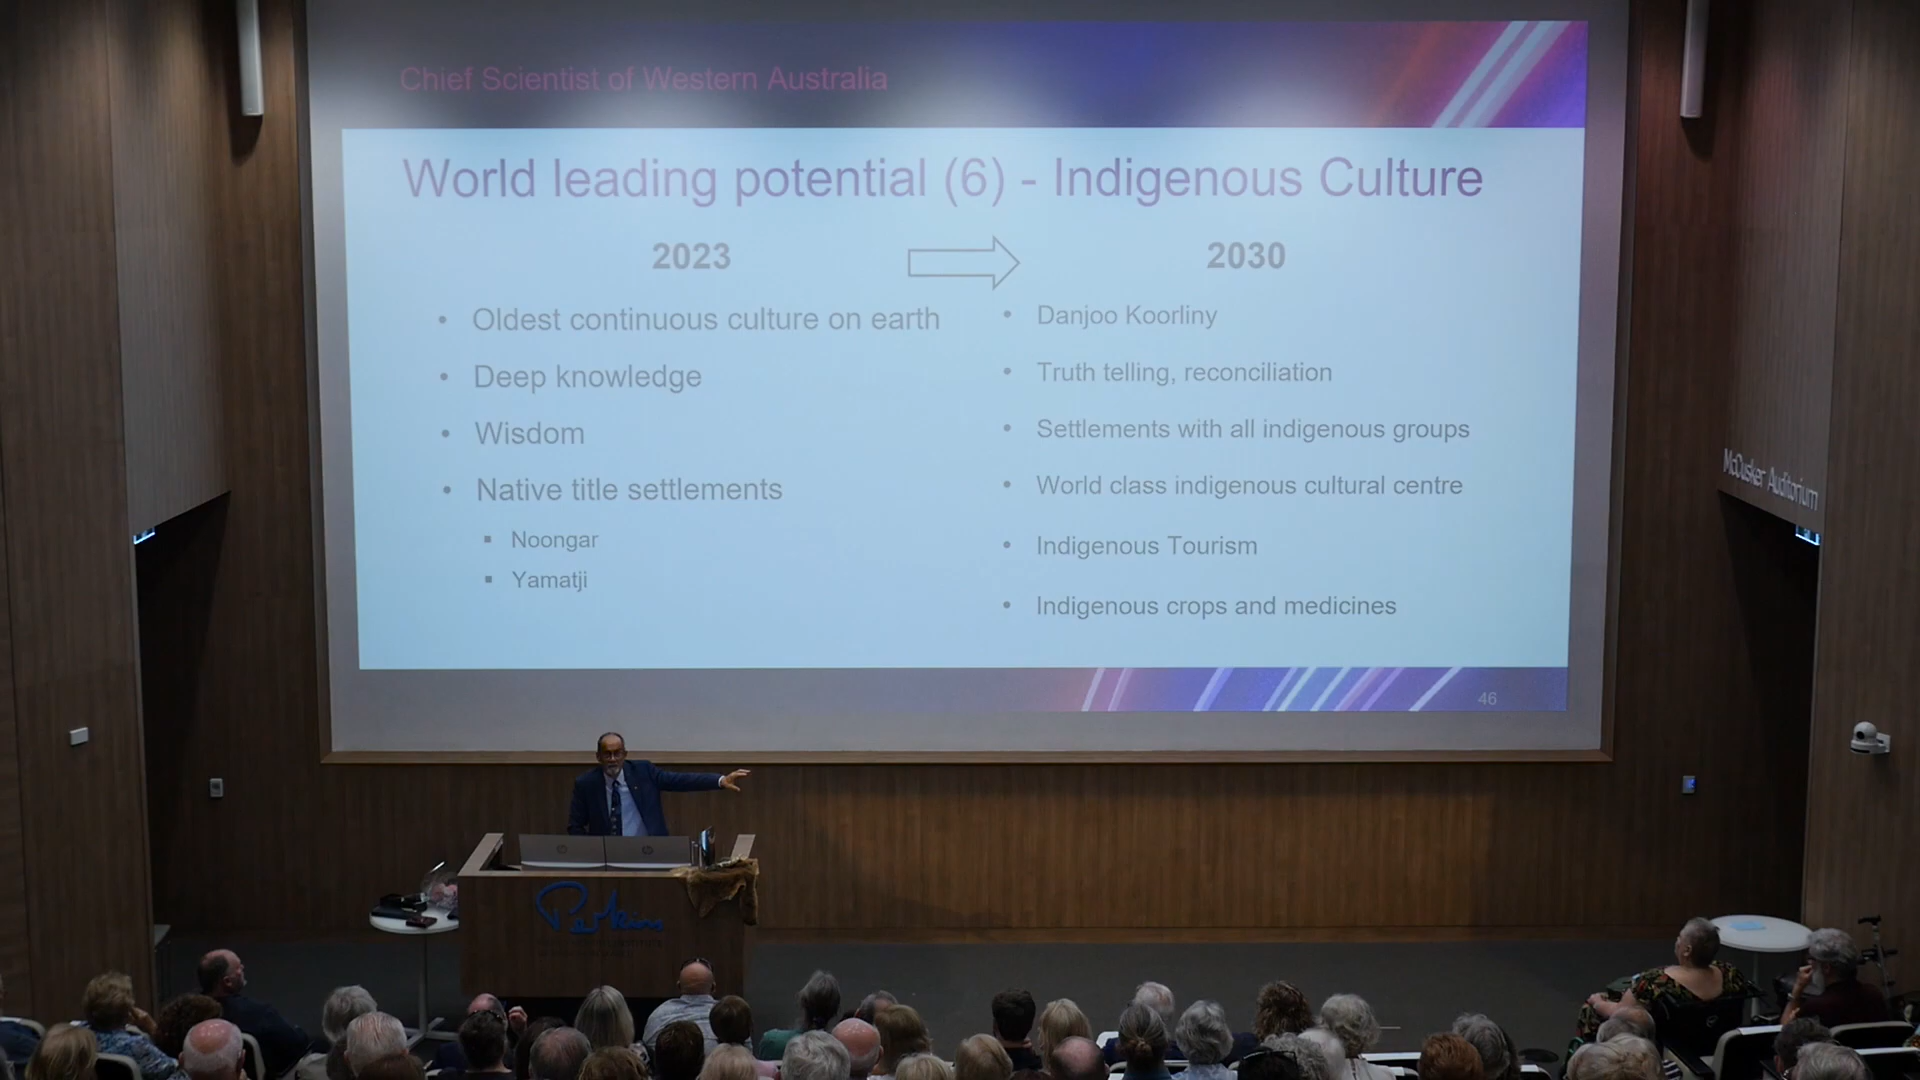 Chief Scientist of Western Australia
World leading potential (6) - Indigenous Culture
2023
2030
• Oldest continuous culture on earth
• Deep knowledge
• Wisdom
• Native title settlements
▪ Noongar
▪ Yamatji
• Danjoo Koorliny
• Truth telling, reconciliation
• Settlements with all indigenous groups
• World class indigenous cultural centre
• Indigenous Tourism
• Indigenous crops and medicines
46
McCusker Auditorium
Perkins